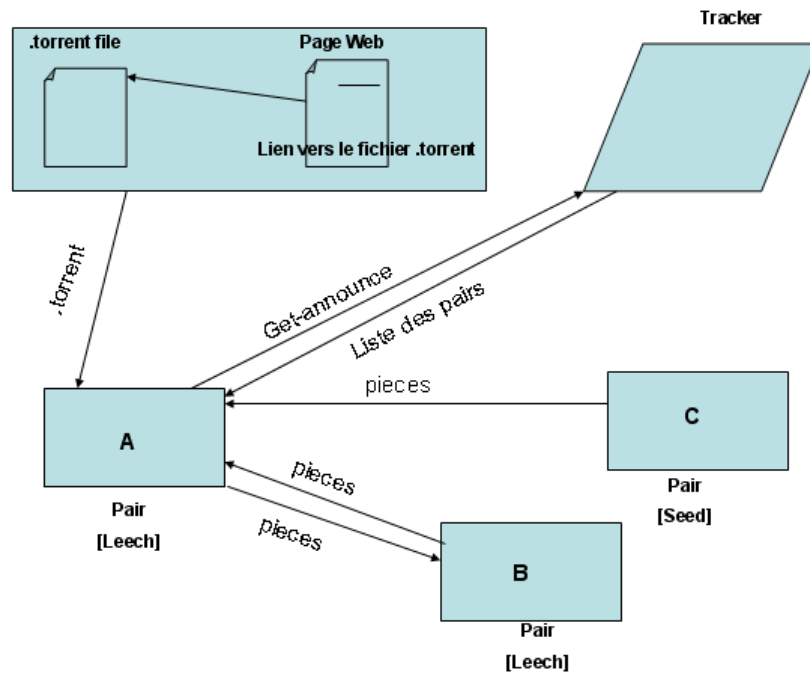 .torrent file
Page Web
Tracker
Lien vers le fichier .torrent
.torrent
Get-announce
Liste des pairs
pieces
A
C
Pair
[Leech]
Pair
[Seed]
pieces
pieces
B
Pair
[Leech]